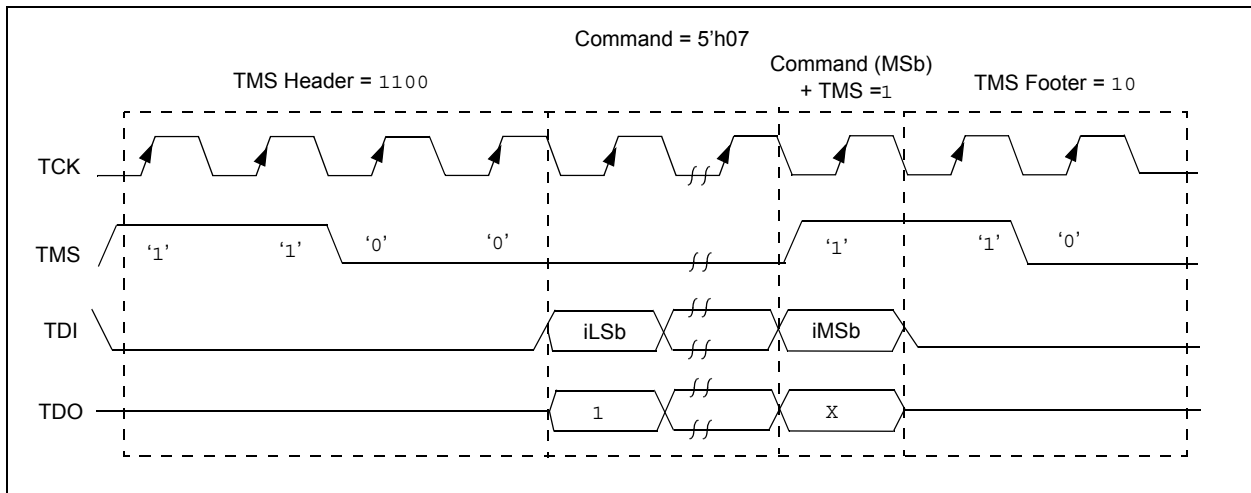 Command = 5’h07
TMS Header = 1100
Command (MSb)
+ TMS =1
TMS Footer = 10
TCK
TMS
‘1’ ‘1’ ‘0’ ‘0’ ‘1’ ‘1’ ‘0’
TDI
iLSb iMSb
TDO
1 X